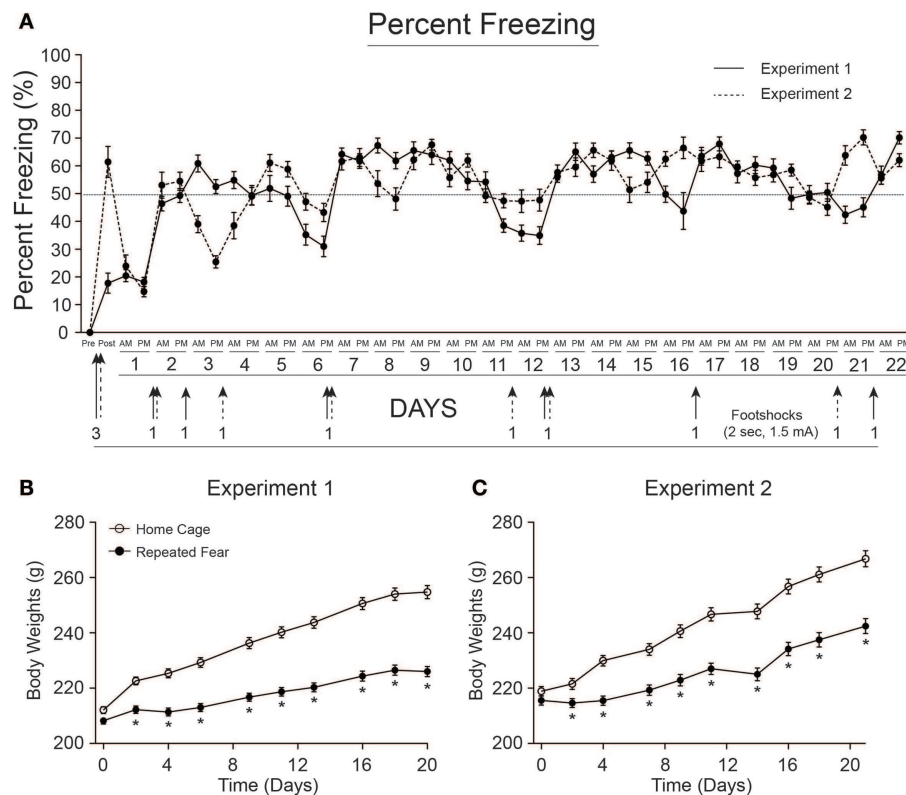 A
Percent Freezing
Percent Freezing (%)
100
90
80
70
60
50
40
30
20
10
0
Experiment 1
Experiment 2
Pre Post AM PM AM PM AM PM AM PM AM PM AM PM AM PM AM PM AM PM AM PM AM PM AM PM AM PM AM PM AM PM AM PM AM PM AM PM AM PM AM PM AM PM AM PM
1 2 3 4 5 6 7 8 9 10 11 12 13 14 15 16 17 18 19 20 21 22
DAYS
Footshocks
(2 sec, 1.5 mA)
3 1 1 1 1 1 1 1 1 1
B
Experiment 1
Home Cage
Repeated Fear
Body Weights (g)
280
260
240
220
200
* * * * * * * * *
0 4 8 12 16 20
Time (Days)
C
Experiment 2
Body Weights (g)
280
260
240
220
200
* * * * * * * * *
0 4 8 12 16 20
Time (Days)